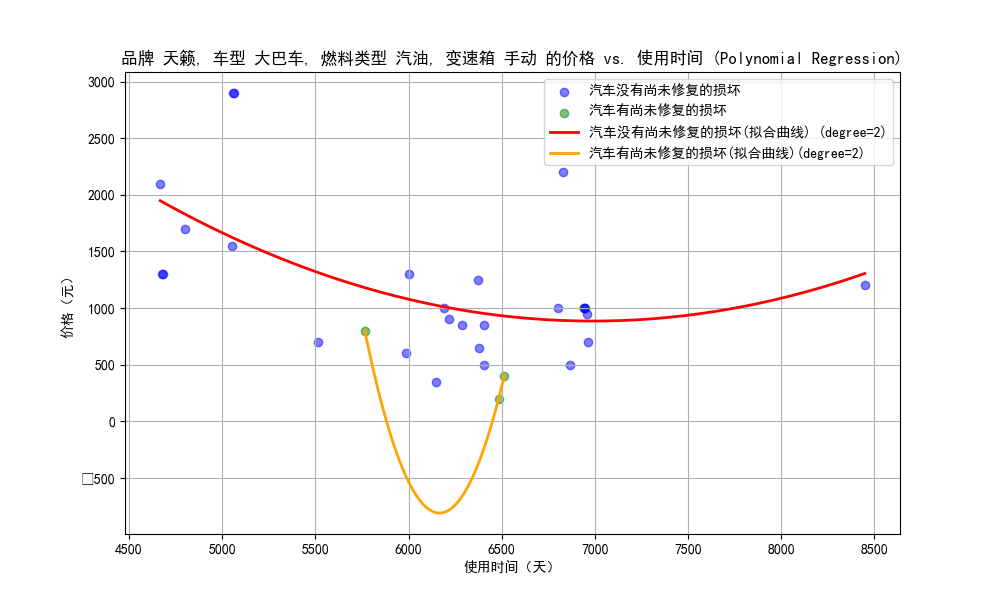 品牌 天籁, 车型 大巴车, 燃料类型 汽油, 变速箱 手动 的价格 vs. 使用时间 (Polynomial Regression)
汽车没有尚未修复的损坏
汽车有尚未修复的损坏
汽车没有尚未修复的损坏(拟合曲线) (degree=2)
汽车有尚未修复的损坏(拟合曲线)(degree=2)
价格（元）
3000
2500
2000
1500
1000
500
0
□500
4500 5000 5500 6000 6500 7000 7500 8000 8500
使用时间（天）